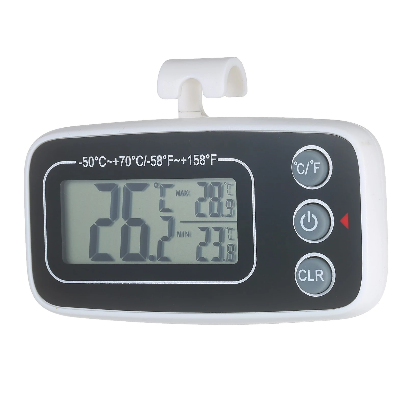 -50°C~+70°C/-58°F~+158°F
°C/°F
26.2 °C
MAX 28.9 °C
MIN 23.8 °C
CLR